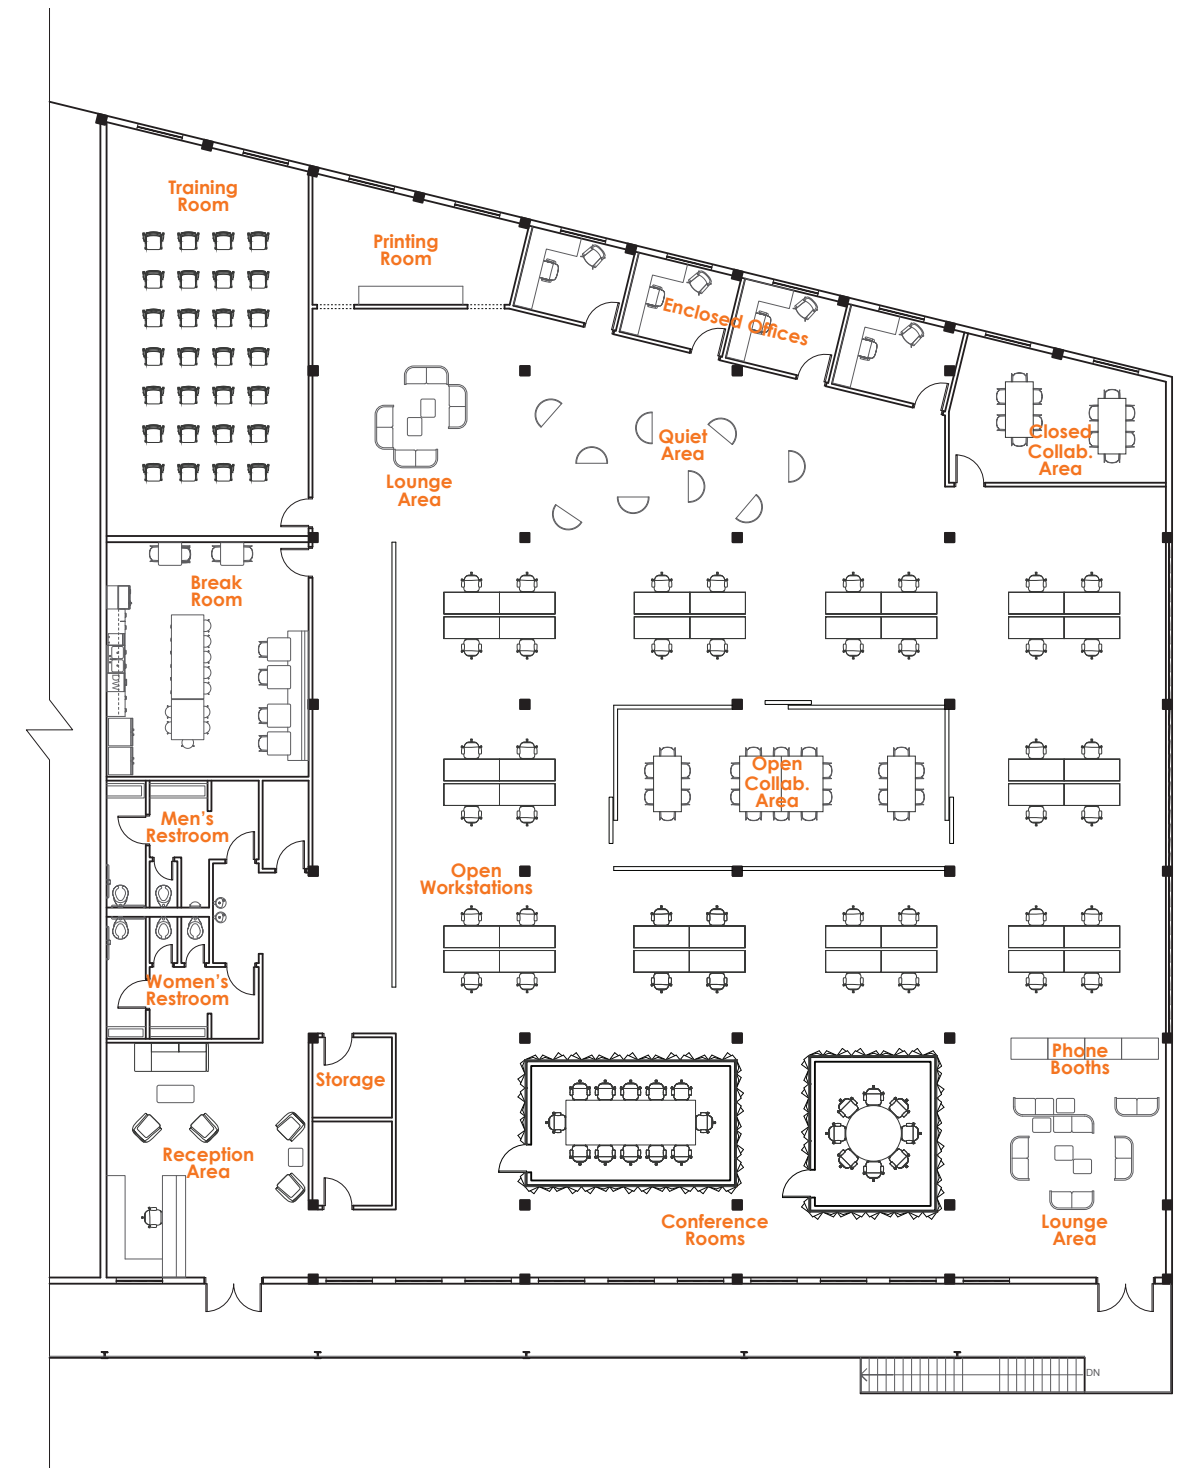 Training
Room
Printing
Room
Enclosed Offices
Closed
Collab.
Area
Quiet
Area
Lounge
Area
Break
Room
DW
Open
Collab.
Area
Men's
Restroom
Open
Workstations
Women's
Restroom
Storage
Phone
Booths
Reception
Area
Conference
Rooms
Lounge
Area
DN